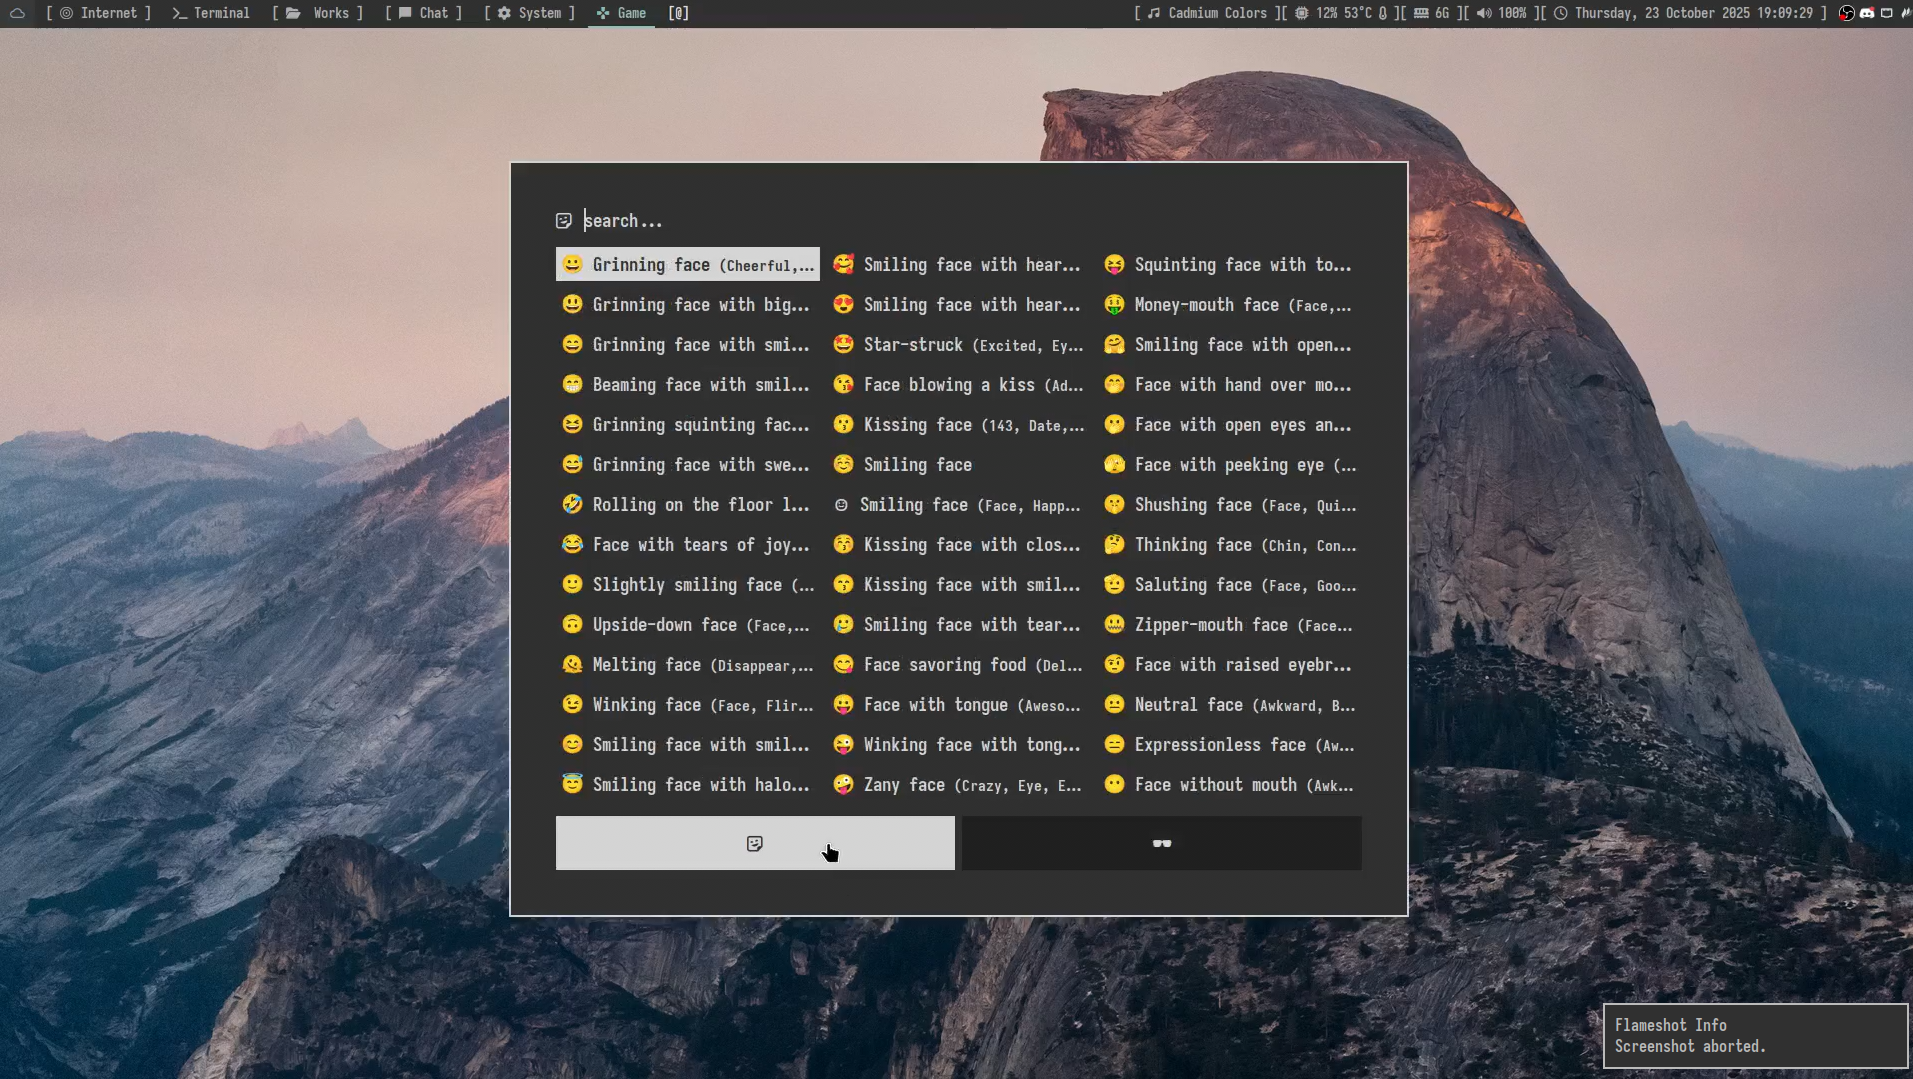 [ Internet ] Terminal [ Works ] [ Chat ] [ System ] Game [@] [ Cadmium Colors ][ 12% 53°C ][ 6G ][ 100% ][ Thursday, 23 October 2025 19:09:29 ]
search...
😀 Grinning face (Cheerful,... 🥰 Smiling face with hear... 😝 Squinting face with to...
😃 Grinning face with big... 😍 Smiling face with hear... 🤑 Money-mouth face (Face,...
😄 Grinning face with smi... 🤩 Star-struck (Excited, Ey... 🤗 Smiling face with open...
😁 Beaming face with smil... 😘 Face blowing a kiss (Ad... 🤭 Face with hand over mo...
😆 Grinning squinting fac... 😗 Kissing face (143, Date,... 🫢 Face with open eyes an...
😅 Grinning face with swe... ☺️ Smiling face 🫣 Face with peeking eye (...
🤣 Rolling on the floor l... ☺ Smiling face (Face, Happ... 🤫 Shushing face (Face, Qui...
😂 Face with tears of joy... 😚 Kissing face with clos... 🤔 Thinking face (Chin, Con...
🙂 Slightly smiling face (... 😙 Kissing face with smil... 🫡 Saluting face (Face, Goo...
🙃 Upside-down face (Face,... 🥲 Smiling face with tear... 🤐 Zipper-mouth face (Face...
🫠 Melting face (Disappear,... 😋 Face savoring food (Del... 🤨 Face with raised eyebr...
😉 Winking face (Face, Flir... 😛 Face with tongue (Aweso... 😐 Neutral face (Awkward, B...
😊 Smiling face with smil... 😜 Winking face with tong... 😑 Expressionless face (Aw...
😇 Smiling face with halo... 🤪 Zany face (Crazy, Eye, E... 😶 Face without mouth (Awk...
Flameshot Info
Screenshot aborted.